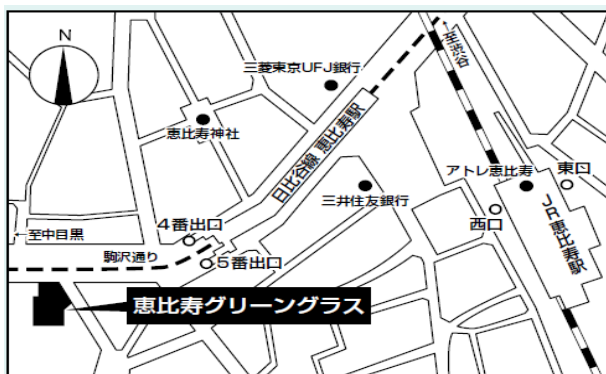 N
至渋谷
三菱東京UFJ銀行
恵比寿神社
日比谷線 恵比寿駅
アトレ恵比寿
東口
三井住友銀行
西口
JR恵比寿駅
4番出口
←至中目黒
駒沢通り
5番出口
恵比寿グリーングラス